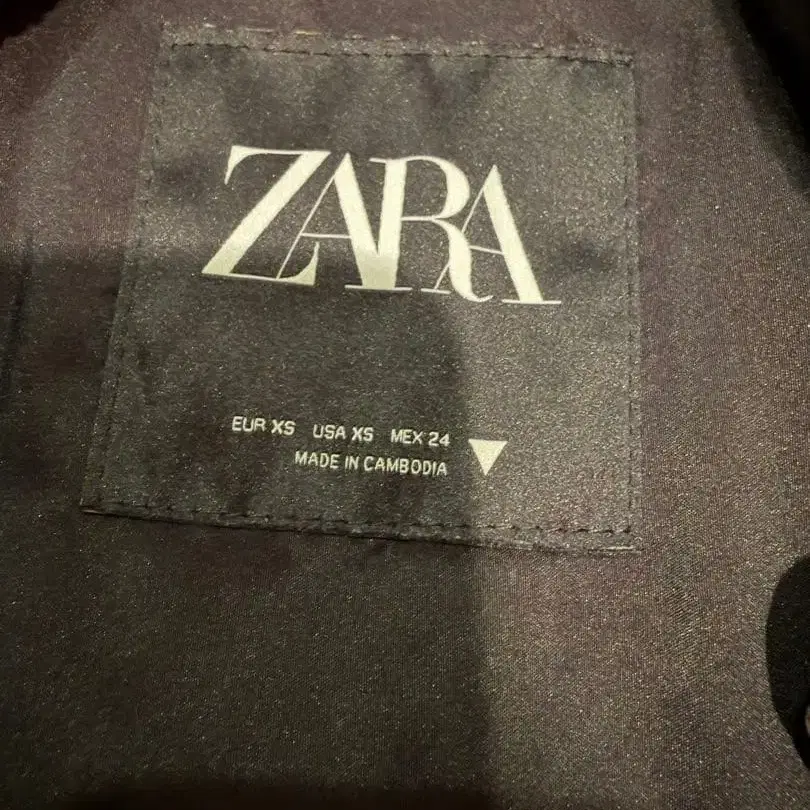 ZARA
EUR XS USA XS MEX 24
MADE IN CAMBODIA